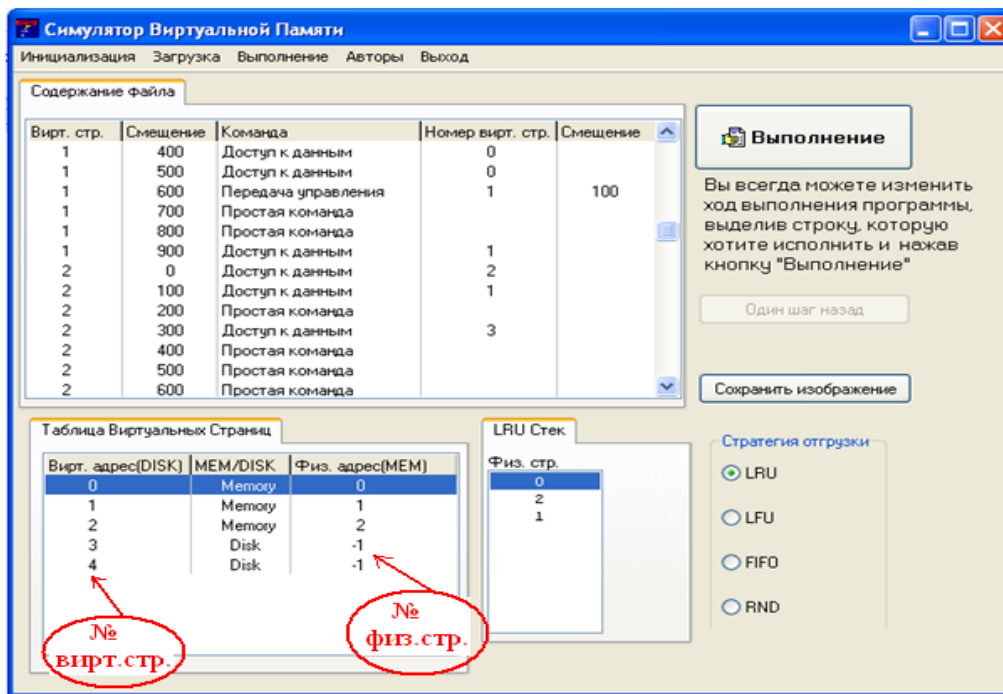 Симулятор Виртуальной Памяти
Инициализация Загрузка Выполнение Авторы Выход
Содержание файла
Вирт. стр. Смещение Команда Номер вирт. стр. Смещение
1 400 Доступ к данным 0
1 500 Доступ к данным 0
1 600 Передача управления 1 100
1 700 Простая команда
1 800 Простая команда
1 900 Доступ к данным 1
2 0 Доступ к данным 2
2 100 Доступ к данным 1
2 200 Простая команда
2 300 Доступ к данным 3
2 400 Простая команда
2 500 Простая команда
2 600 Простая команда
Выполнение
Вы всегда можете изменить
ход выполнения программы,
выделив строку, которую
хотите исполнить и нажав
кнопку "Выполнение"
Один шаг назад
Сохранить изображение
Таблица Виртуальных Страниц
Вирт. адрес(DISK) MEM/DISK Физ. адрес(MEM)
0 Memory 0
1 Memory 1
2 Memory 2
3 Disk -1
4 Disk -1
№
вирт.стр.
№
физ.стр.
LRU Стек
Физ. стр.
0
2
1
Стратегия отгрузки
LRU
LFU
FIFO
RND